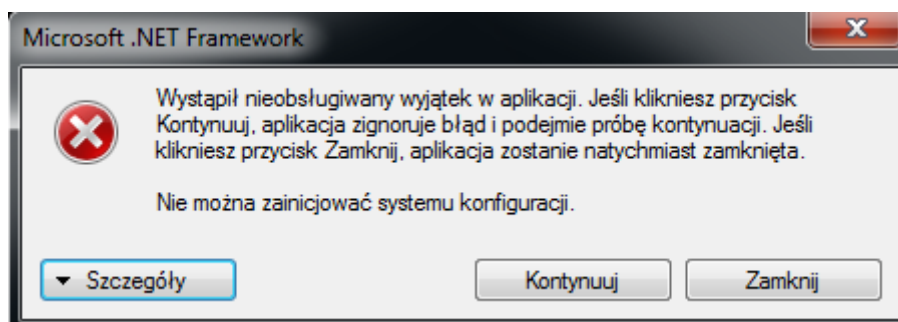 Microsoft .NET Framework
Wystąpił nieobsługiwany wyjątek w aplikacji. Jeśli klikniesz przycisk
Kontynuuj, aplikacja zignoruje błąd i podejmie próbę kontynuacji. Jeśli
klikniesz przycisk Zamknij, aplikacja zostanie natychmiast zamknięta.
Nie można zainicjować systemu konfiguracji.
Szczegóły
Kontynuuj
Zamknij